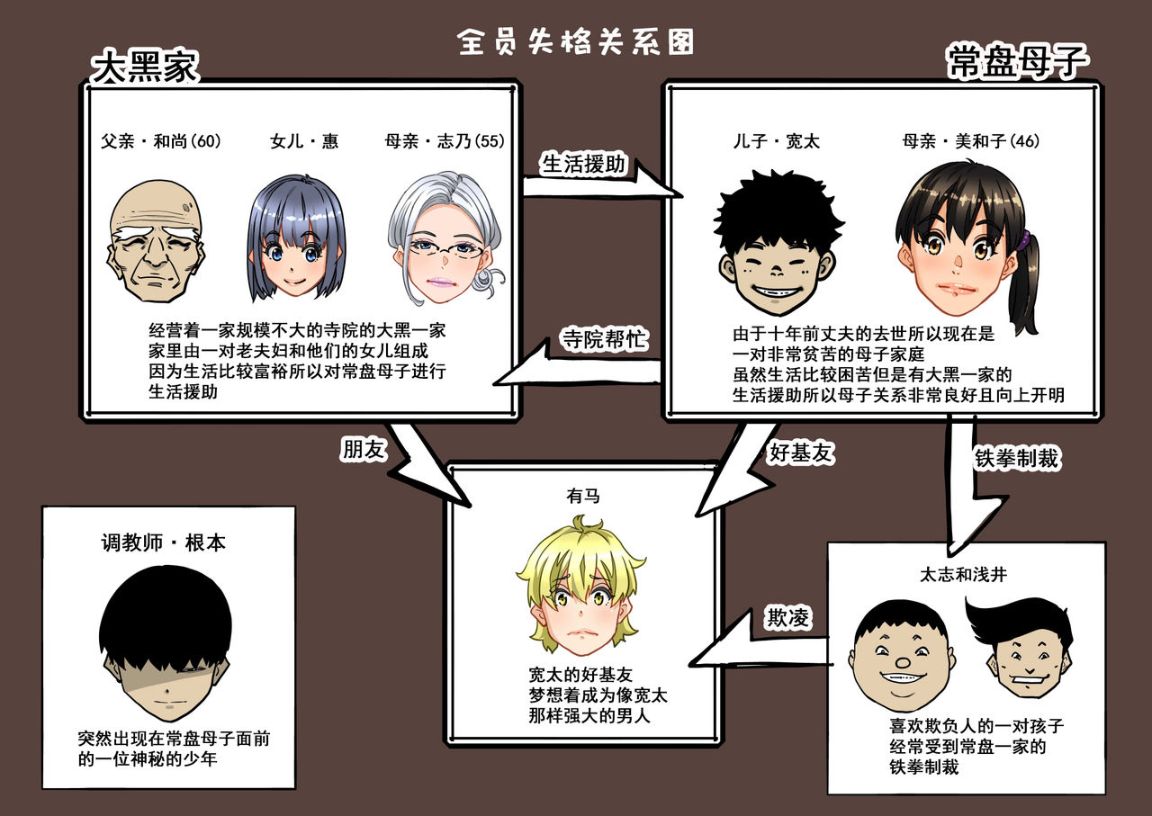 全员失格关系图
大黑家
常盘母子
父亲·和尚(60)
女儿·惠
母亲·志乃(55)
经营着一家规模不大的寺院的大黑一家
家里由一对老夫妇和他们的女儿组成
因为生活比较富裕所以对常盘母子进行
生活援助
生活援助
寺院帮忙
儿子·宽太
母亲·美和子(46)
由于十年前丈夫的去世所以现在是
一对非常贫苦的母子家庭
虽然生活比较困苦但是有大黑一家的
生活援助所以母子关系非常良好且向上开明
朋友
好基友
铁拳制裁
调教师·根本
突然出现在常盘母子面前
的一位神秘的少年
有马
宽太的好基友
梦想着成为像宽太
那样强大的男人
欺凌
太志和浅井
喜欢欺负人的一对孩子
经常受到常盘一家的
铁拳制裁